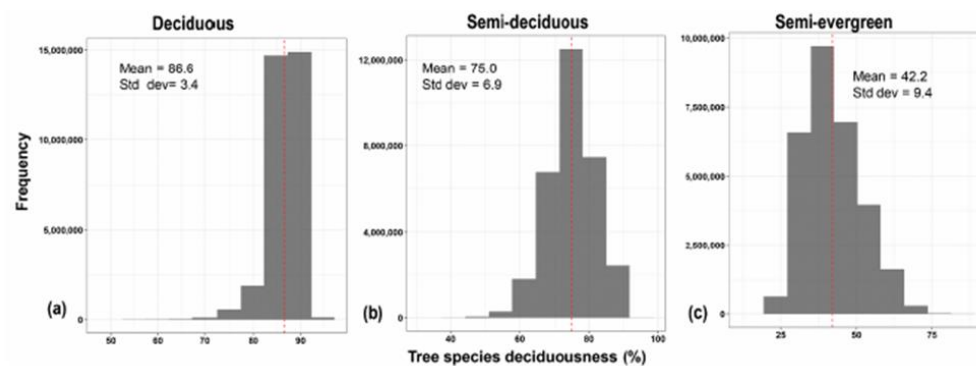 Deciduous
Semi-deciduous
Semi-evergreen
Frequency
15,000,000
10,000,000
5,000,000
0
Mean = 86.6
Std dev= 3.4
(a)
50 60 70 80 90
12,000,000
8,000,000
4,000,000
0
Mean = 75.0
Std dev = 6.9
(b)
40 60 80 100
10,000,000
7,500,000
5,000,000
2,500,000
0
Mean = 42.2
Std dev = 9.4
(c)
25 50 75
Tree species deciduousness (%)